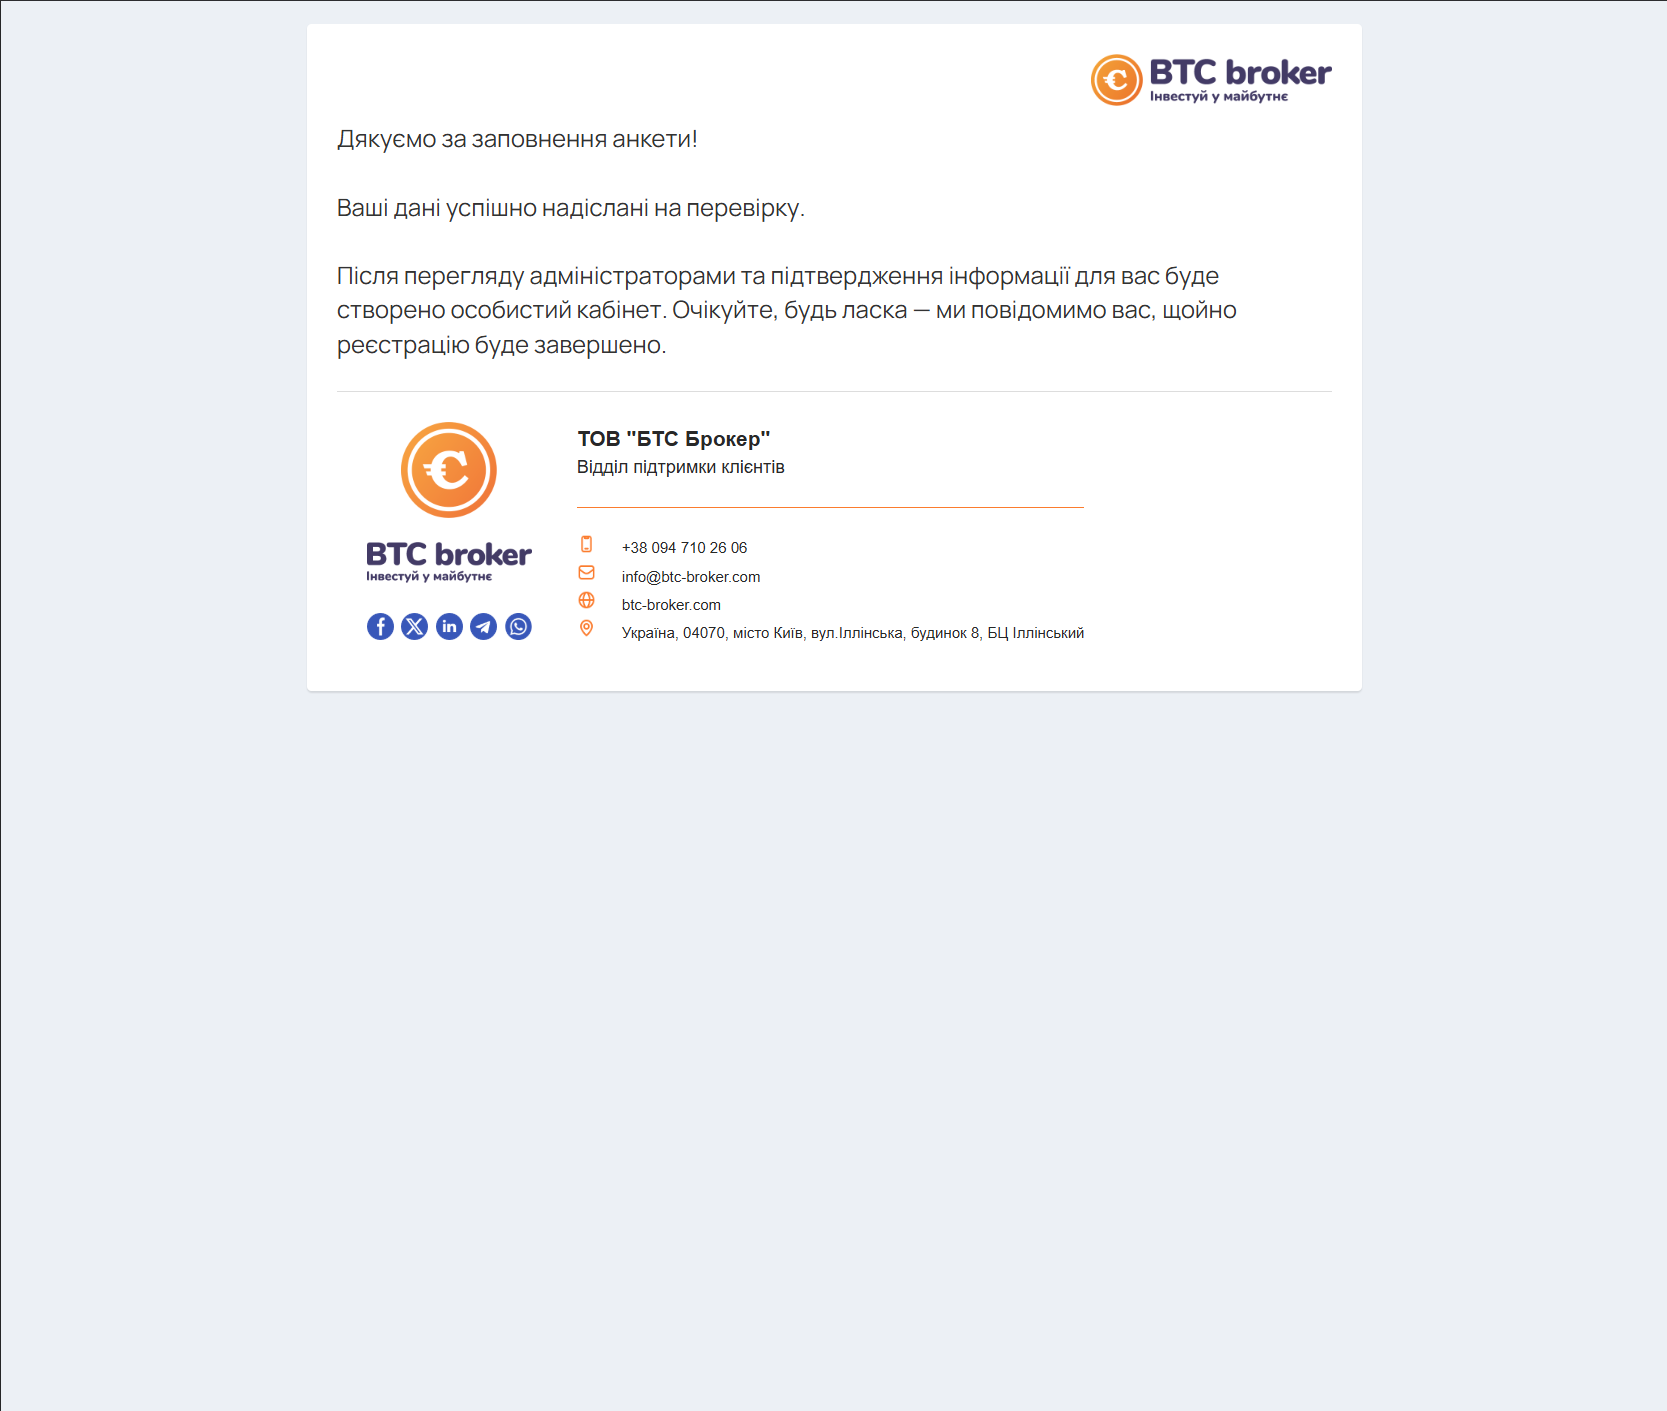 BTC broker
Інвестуй у майбутнє
Дякуємо за заповнення анкети!
Ваші дані успішно надіслані на перевірку.
Після перегляду адміністраторами та підтвердження інформації для вас буде
створено особистий кабінет. Очікуйте, будь ласка — ми повідомимо вас, щойно
реєстрацію буде завершено.
BTC broker
Інвестуй у майбутнє
ТОВ "БТС Брокер"
Відділ підтримки клієнтів
+38 094 710 26 06
info@btc-broker.com
btc-broker.com
Україна, 04070, місто Київ, вул.Іллінська, будинок 8, БЦ Іллінський